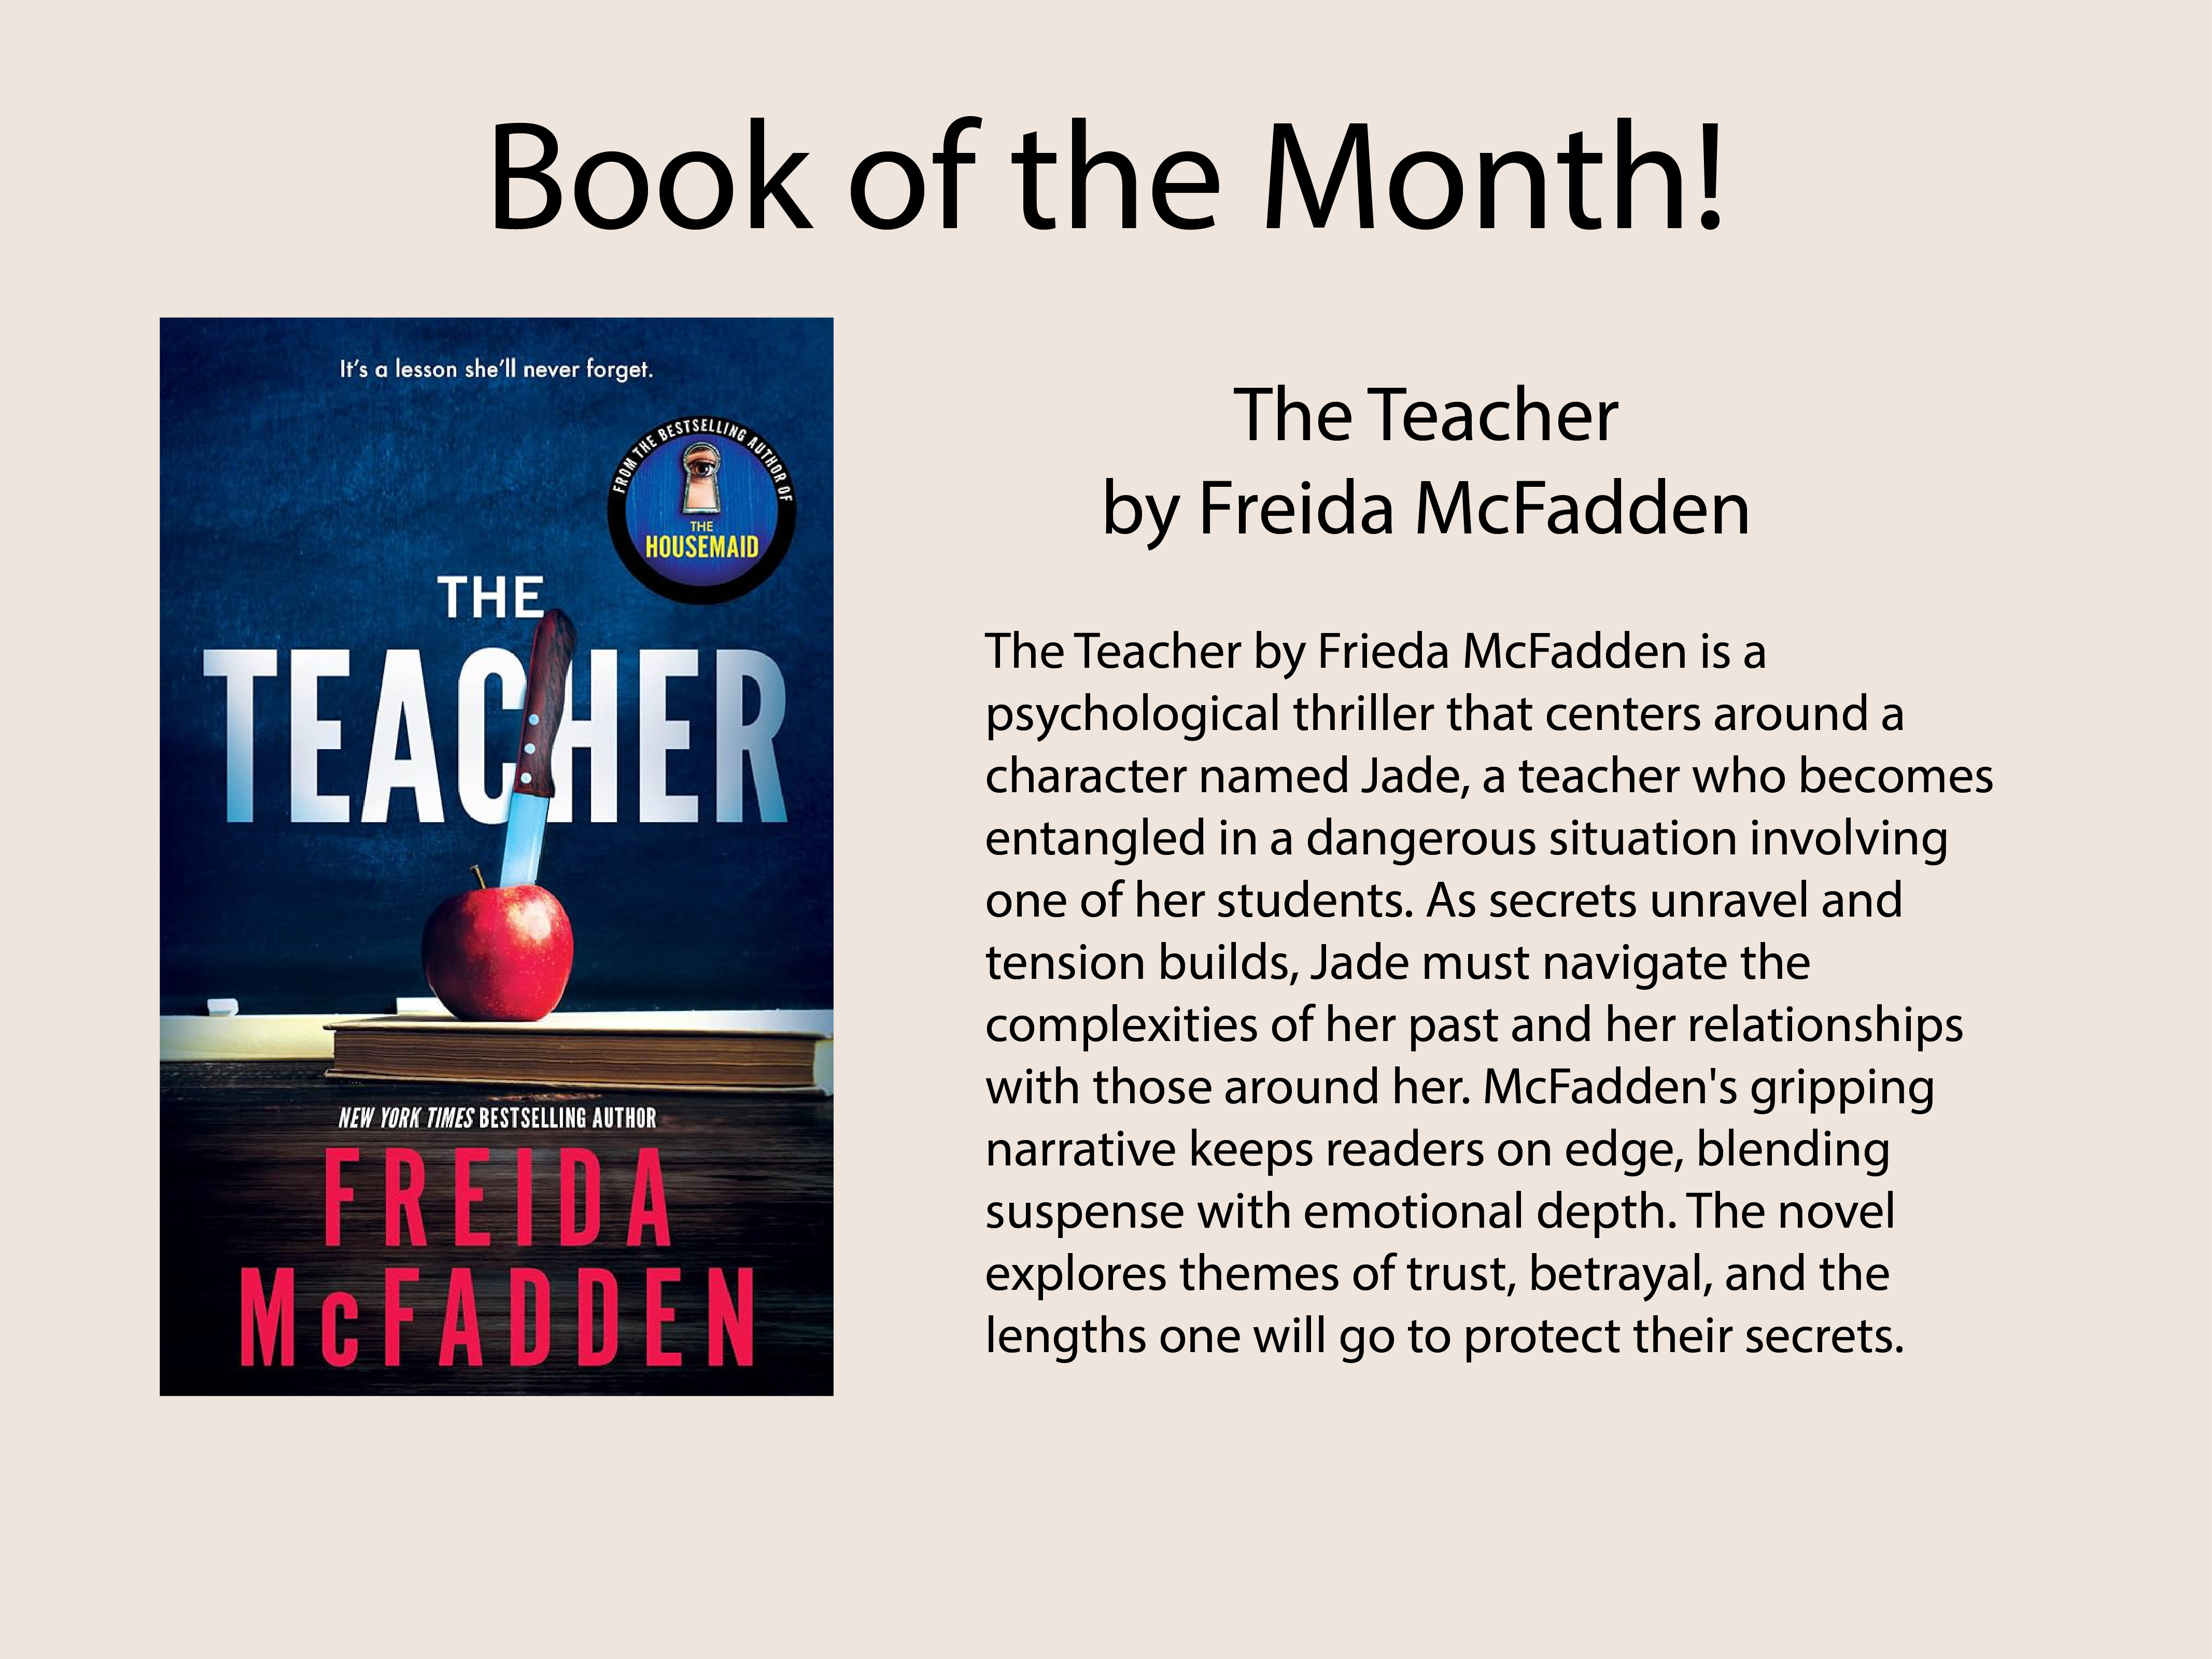 Book of the Month!
It's a lesson she'll never forget.
FROM THE BESTSELLING AUTHOR OF
THE
HOUSEMAID
THE
TEACHER
NEW YORK TIMES BESTSELLING AUTHOR
FREIDA
McFADDEN
The Teacher
by Freida McFadden
The Teacher by Frieda McFadden is a
psychological thriller that centers around a
character named Jade, a teacher who becomes
entangled in a dangerous situation involving
one of her students. As secrets unravel and
tension builds, Jade must navigate the
complexities of her past and her relationships
with those around her. McFadden's gripping
narrative keeps readers on edge, blending
suspense with emotional depth. The novel
explores themes of trust, betrayal, and the
lengths one will go to protect their secrets.